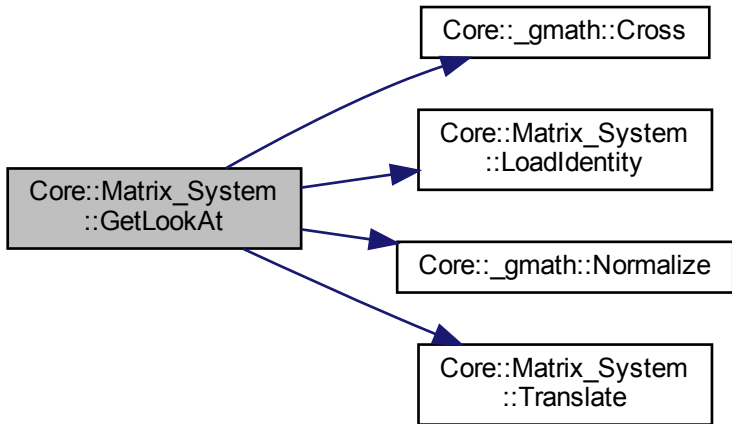 Core::_gmath::Cross
Core::Matrix_System
::LoadIdentity
Core::Matrix_System
::GetLookAt
Core::_gmath::Normalize
Core::Matrix_System
::Translate